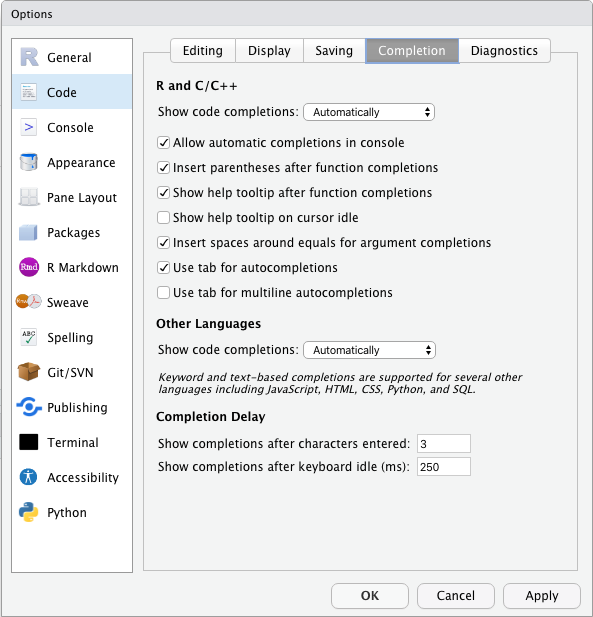 Options
General
Code
Console
Appearance
Pane Layout
Packages
Rmd R Markdown
Sweave
ABC Spelling
Git/SVN
Publishing
Terminal
Accessibility
Python
Editing Display Saving Completion Diagnostics
R and C/C++
Show code completions: Automatically
Allow automatic completions in console
Insert parentheses after function completions
Show help tooltip after function completions
Show help tooltip on cursor idle
Insert spaces around equals for argument completions
Use tab for autocompletions
Use tab for multiline autocompletions
Other Languages
Show code completions: Automatically
Keyword and text-based completions are supported for several other
languages including JavaScript, HTML, CSS, Python, and SQL.
Completion Delay
Show completions after characters entered: 3
Show completions after keyboard idle (ms): 250
OK Cancel Apply